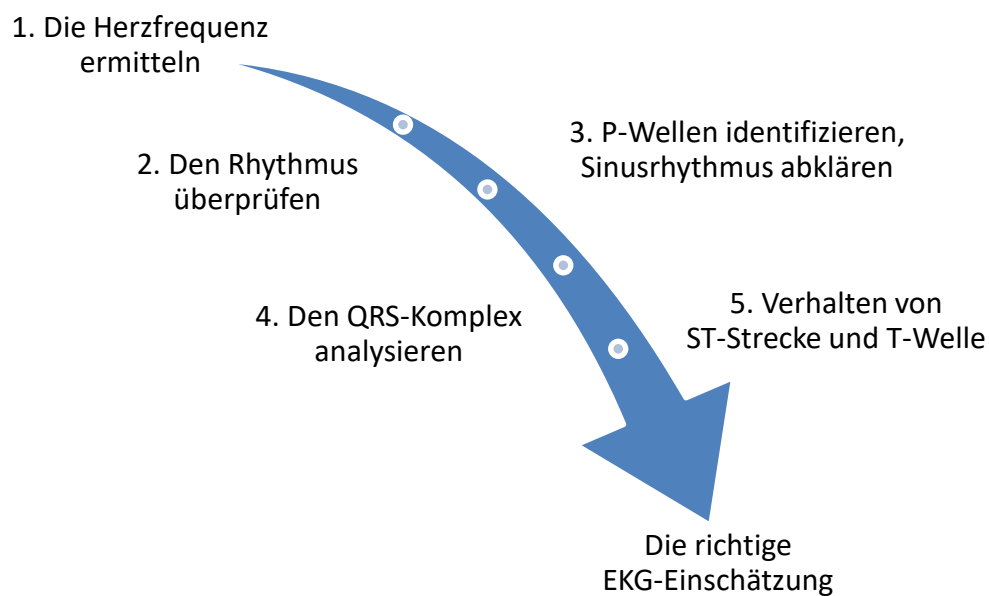 1. Die Herzfrequenz
ermitteln
2. Den Rhythmus
überprüfen
3. P-Wellen identifizieren,
Sinusrhythmus abklären
4. Den QRS-Komplex
analysieren
5. Verhalten von
ST-Strecke und T-Welle
Die richtige
EKG-Einschätzung